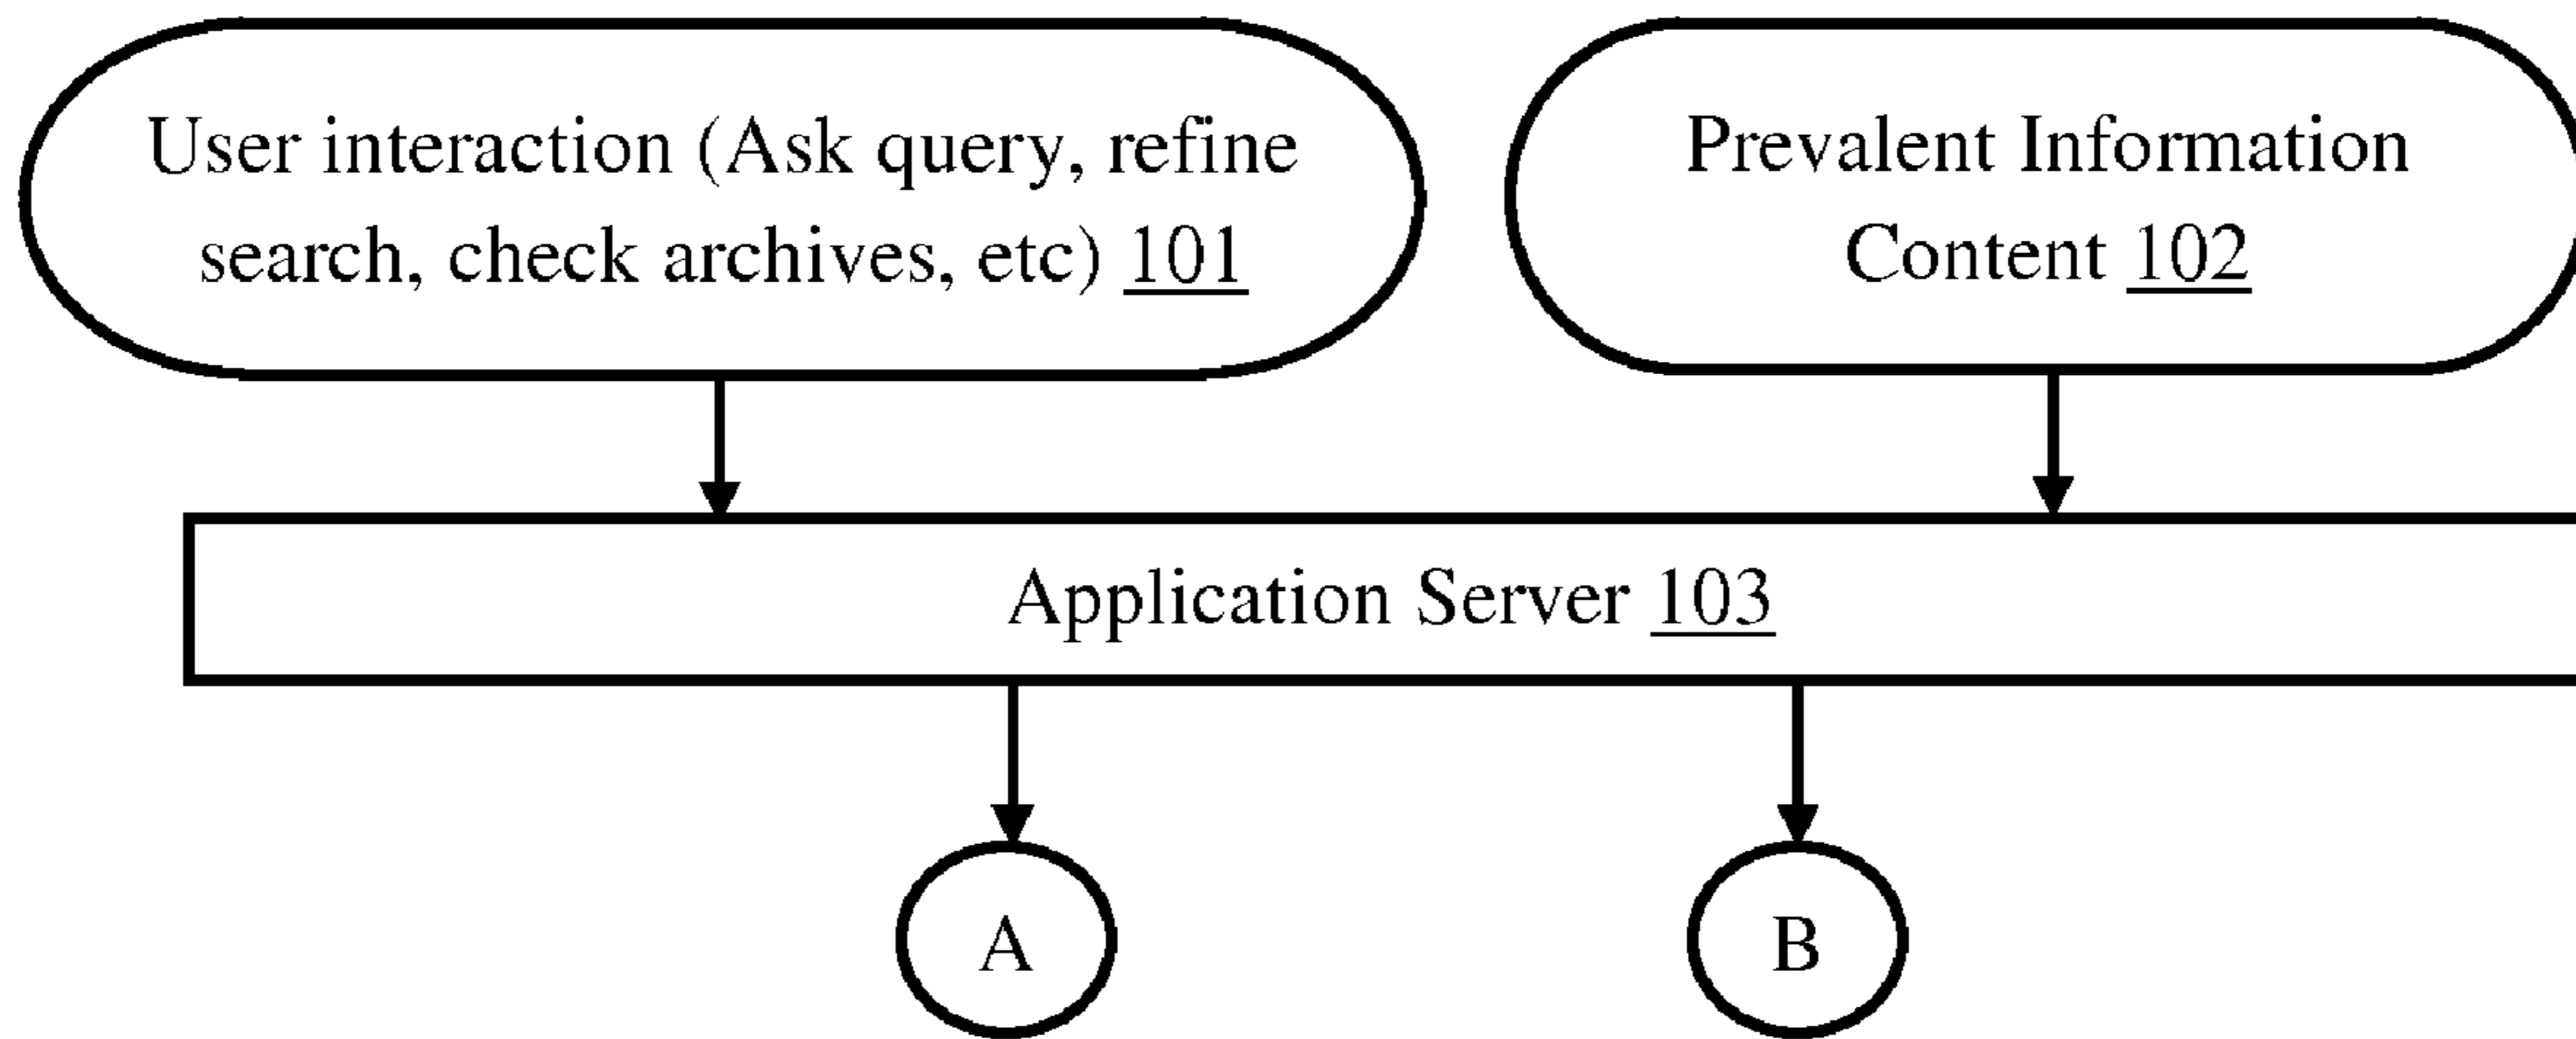 User interaction (Ask query, refine
search, check archives, etc) 101
Prevalent Information
Content 102
Application Server 103
A
B